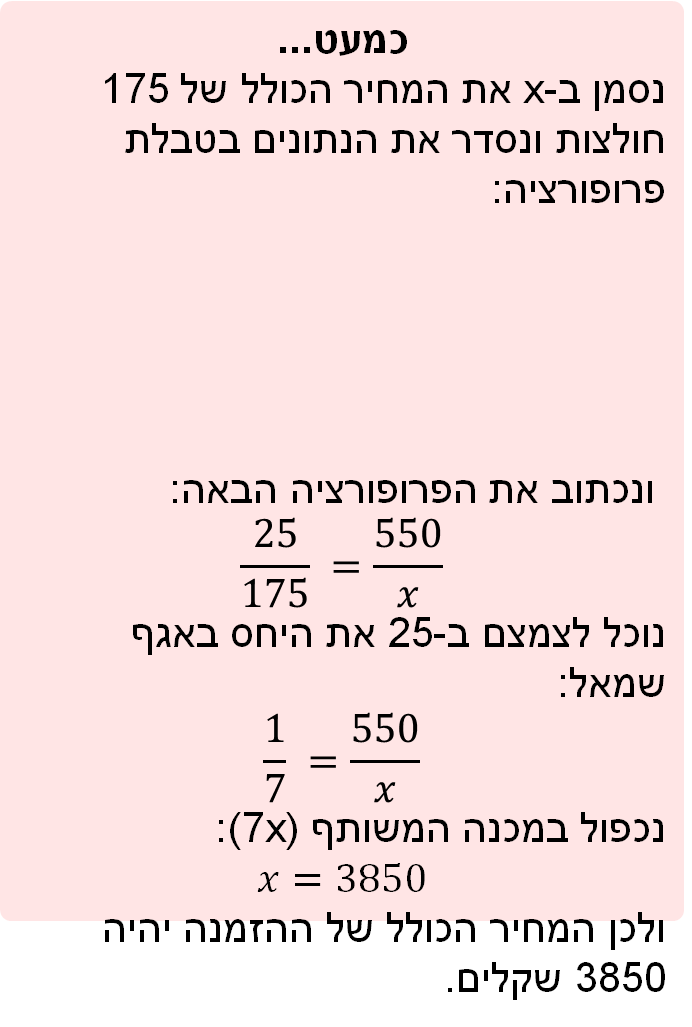 כמעט...
נסמן ב-x את המחיר הכולל של 175
חולצות ונסדר את הנתונים בטבלת
פרופורציה:
ונכתוב את הפרופורציה הבאה:
25/175 = 550/x
נוכל לצמצם ב-25 את היחס באגף
שמאל:
1/7 = 550/x
נכפול במכנה המשותף (7x):
x = 3850
ולכן המחיר הכולל של ההזמנה יהיה
3850 שקלים.